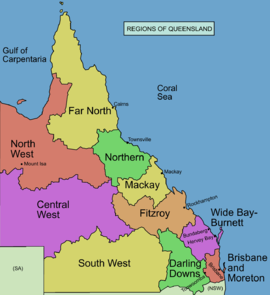 REGIONS OF QUEENSLAND
Gulf of
Carpentaria
Coral
Sea
Cairns
Far North
Townsville
North
West
Mount Isa
Northern
Mackay
Mackay
Rockhampton
Central
West
Fitzroy
Wide Bay-
Burnett
Bundaberg
Hervey Bay
South West
Darling
Downs
Brisbane
and
Moreton
(SA)
(NSW)